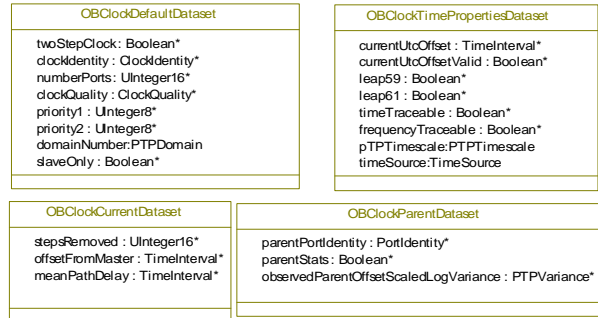 OBClockDefaultDataset
twoStepClock : Boolean*
clockIdentity : ClockIdentity*
numberPorts : UInteger16*
clockQuality : ClockQuality*
priority1 : UInteger8*
priority2 : UInteger8*
domainNumber:PTPDomain
slaveOnly : Boolean*
OBClockTimePropertiesDataset
currentUtcOffset : TimeInterval*
currentUtcOffsetValid : Boolean*
leap59 : Boolean*
leap61 : Boolean*
timeTraceable : Boolean*
frequencyTraceable : Boolean*
pTPTimescale:PTPTimescale
timeSource:TimeSource
OBClockCurrentDataset
stepsRemoved : UInteger16*
offsetFromMaster : TimeInterval*
meanPathDelay : TimeInterval*
OBClockParentDataset
parentPortIdentity : PortIdentity*
parentStats : Boolean*
observedParentOffsetScaledLogVariance : PTPVariance*